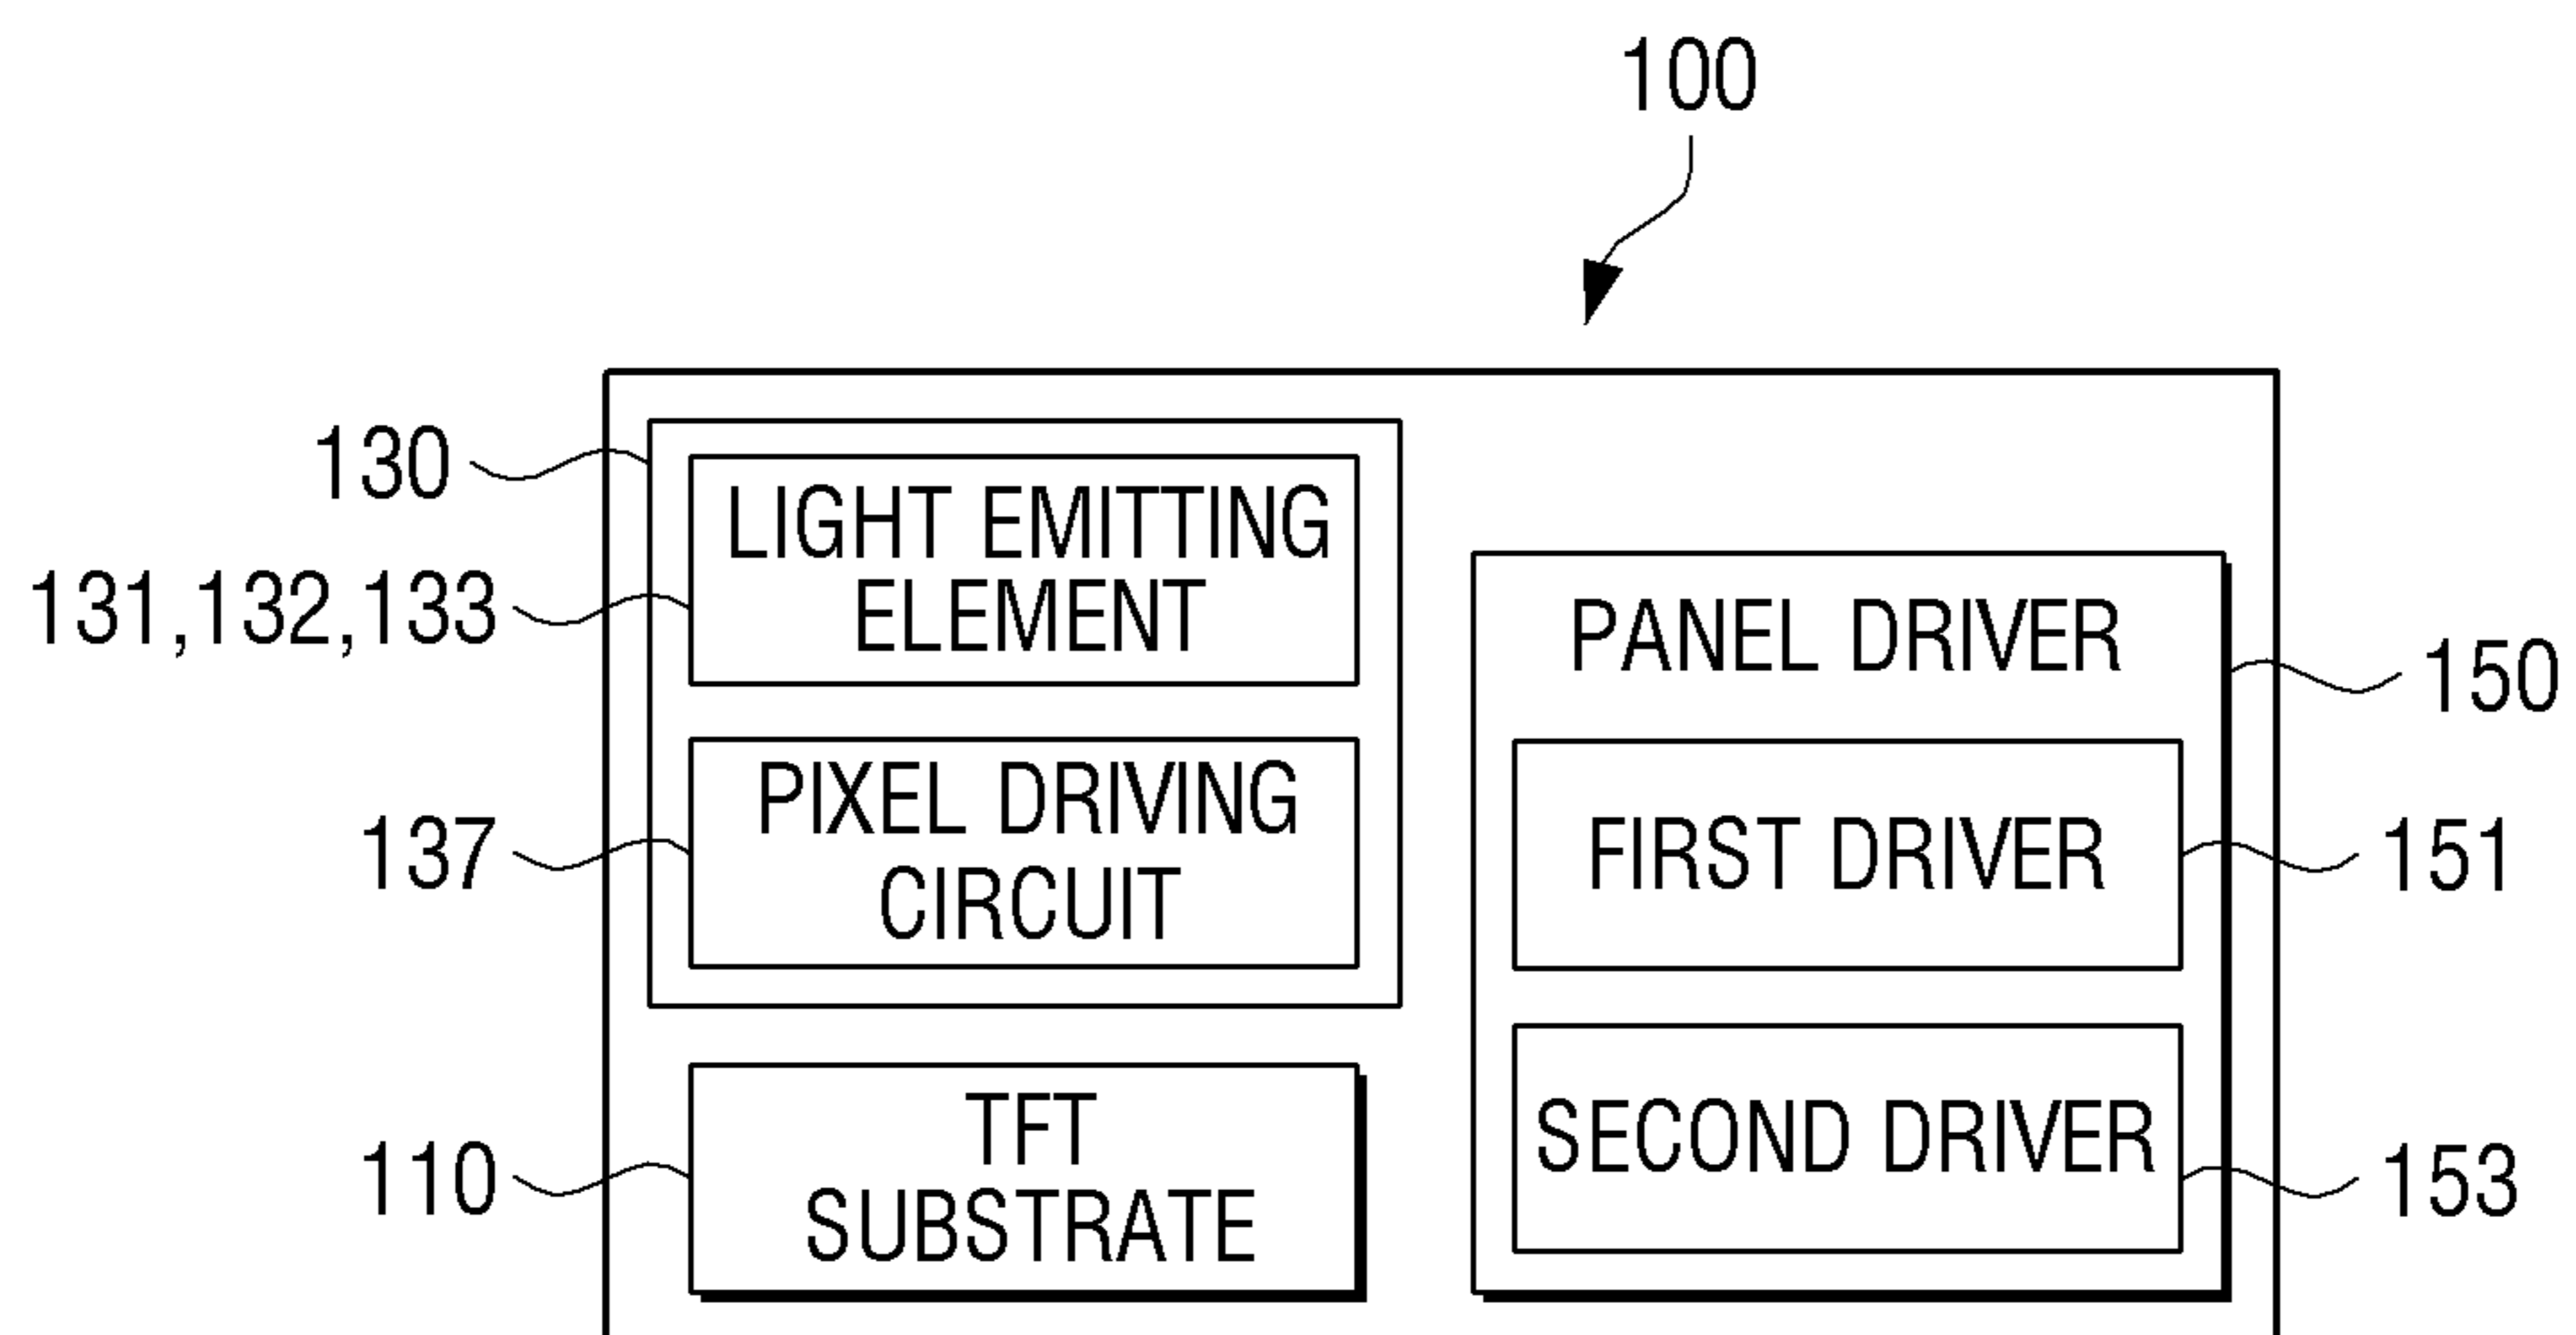 100
130
LIGHT EMITTING
ELEMENT
131,132,133
PIXEL DRIVING
CIRCUIT
137
TFT
SUBSTRATE
110
PANEL DRIVER
150
FIRST DRIVER
151
SECOND DRIVER
153